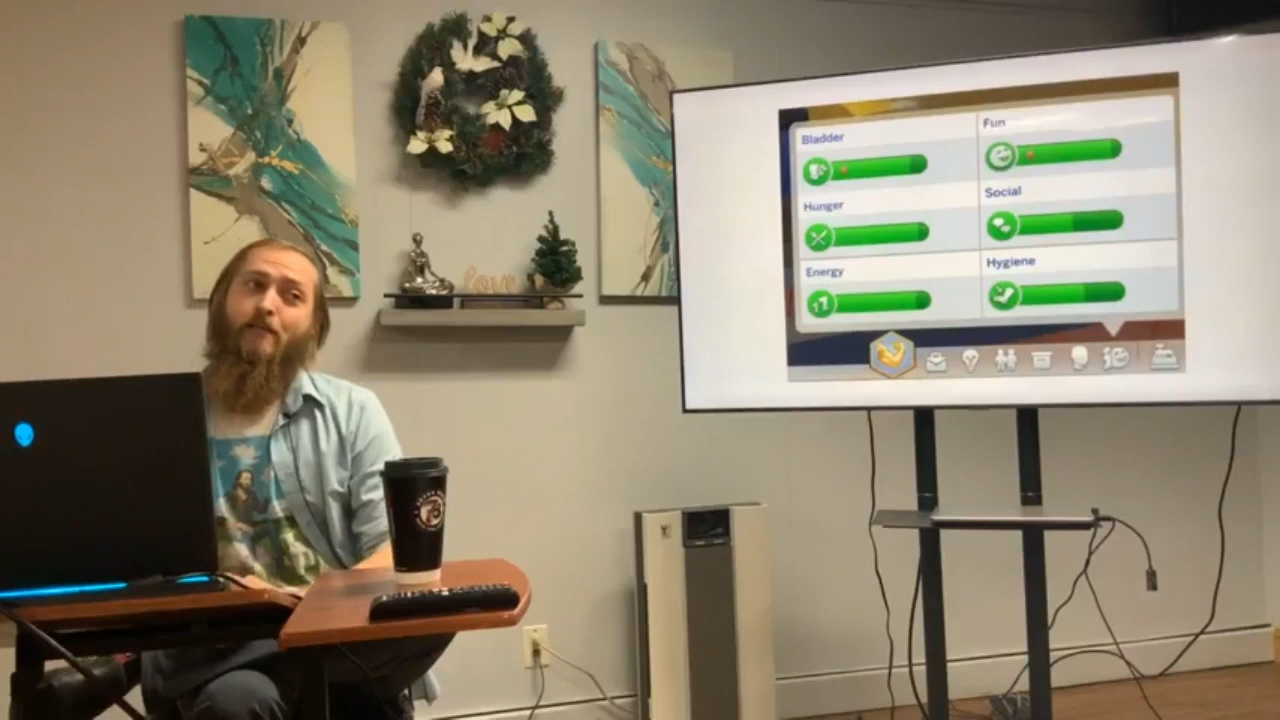 love
Bladder
Fun
Hunger
Social
Energy
Hygiene